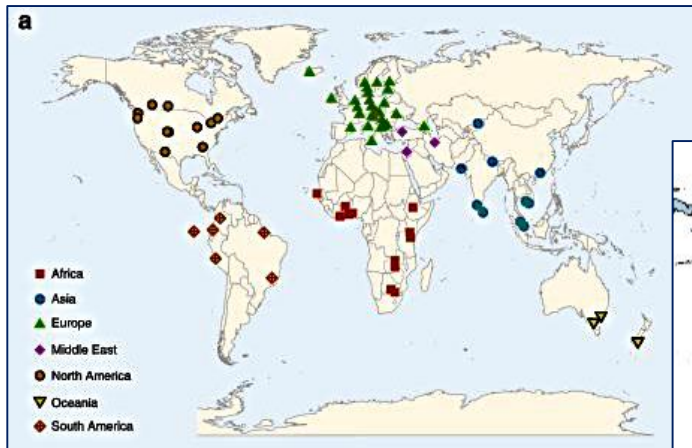 a
Africa
Asia
Europe
Middle East
North America
Oceania
South America